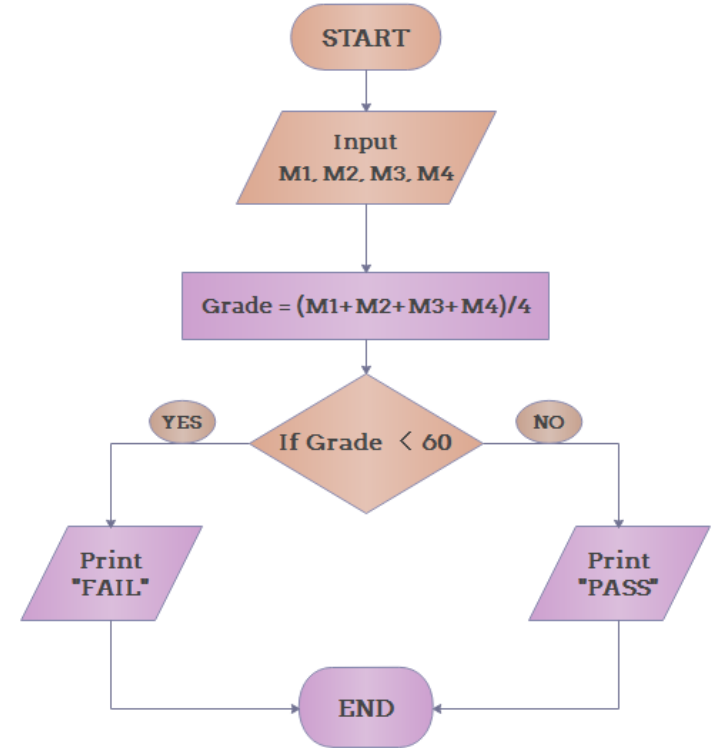 START
Input
M1, M2, M3, M4
Grade = (M1+M2+M3+M4)/4
YES
NO
If Grade < 60
Print
"FAIL"
Print
"PASS"
END